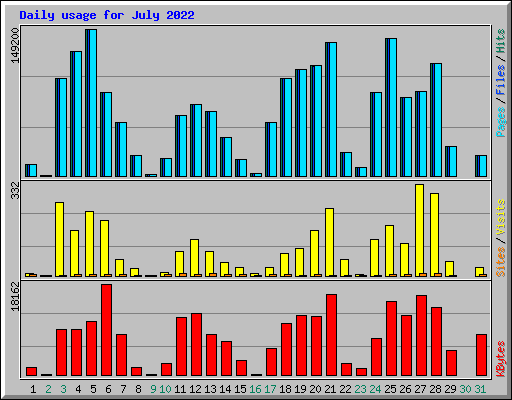 Daily usage for July 2022
149200
Pages / Files / Hits
332
Sites / Visits
18162
KBytes
1 2 3 4 5 6 7 8 9 10 11 12 13 14 15 16 17 18 19 20 21 22 23 24 25 26 27 28 29 30 31